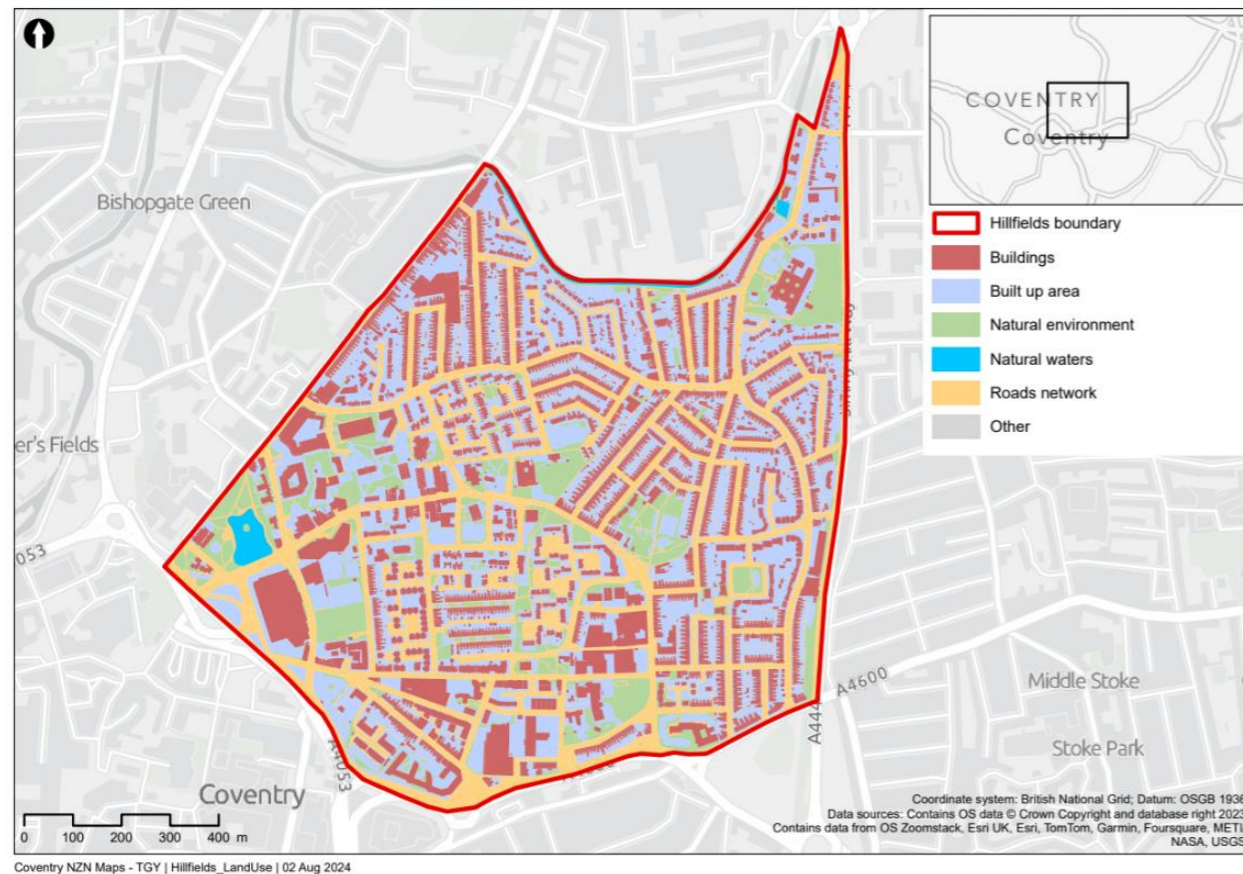 COVENTRY
Coventry
Hillfields boundary
Buildings
Built up area
Natural environment
Natural waters
Roads network
Other
Bishopgate Green
er's Fields
053
A4600
A444
Middle Stoke
Stoke Park
A4053
Coventry
0 100 200 300 400 m
Coordinate system: British National Grid; Datum: OSGB 1936
Data sources: Contains OS data © Crown Copyright and database right 2023
Contains data from OS Zoomstack, Esri UK, Esri, TomTom, Garmin, Foursquare, METI/
NASA, USGS
Coventry NZN Maps - TGY | Hillfields_LandUse | 02 Aug 2024